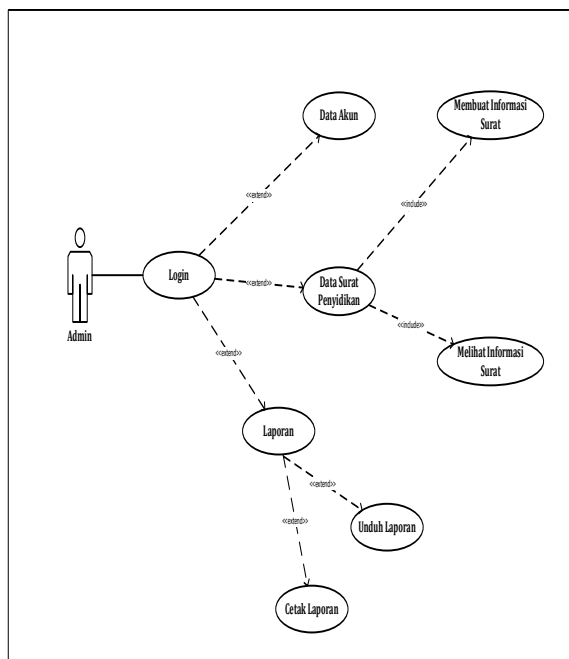 Data Akun
Membuat Informasi
Surat
<<extend>>
<<include>>
Admin
Login
<<extend>>
Data Surat
Penyidikan
<<include>>
Melihat Informasi
Surat
<<extend>>
Laporan
<<extend>>
<<extend>>
Unduh Laporan
Cetak Laporan